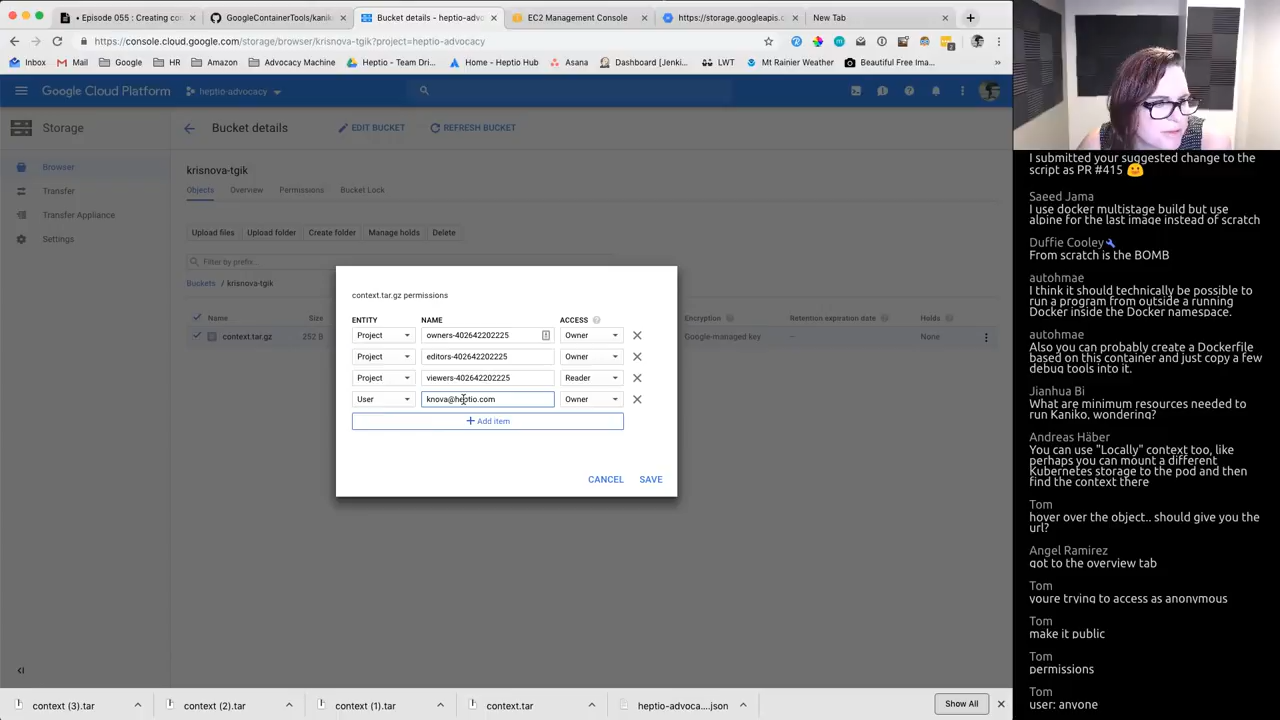 • Episode 055 : Creating con
GoogleContainerTools/kanik
Bucket details - heptio-advo
EC2 Management Console
https://storage.googleapis.c
New Tab
https://console.cloud.google.com/storage/browser/krisnova-tgik?project=heptio-advocacy
Inbox
Mail
Google
HR
Amazon
Advocacy Machine
Heptio - Team Dri...
Home - Heptio Hub
Asana
Dashboard [Jenki...
LWT
Mt Rainier Weather
Beautiful Free Ima...
»
Google Cloud Platform
heptio-advocacy
Storage
Bucket details
EDIT BUCKET
REFRESH BUCKET
Browser
Transfer
Transfer Appliance
Settings
krisnova-tgik
Objects
Overview
Permissions
Bucket Lock
Upload files
Upload folder
Create folder
Manage holds
Delete
Filter by prefix...
Buckets / krisnova-tgik
Name
Size
Encryption
Retention expiration date
Holds
context.tar.gz
252 B
Google-managed key
—
None
context.tar.gz permissions
ENTITY
NAME
ACCESS
Project
owners-402642202225
Owner
Project
editors-402642202225
Owner
Project
viewers-402642202225
Reader
User
knova@heptio.com
Owner
+ Add item
CANCEL
SAVE
context (3).tar
context (2).tar
context (1).tar
context.tar
heptio-advoca....json
Show All
I submitted your suggested change to the
script as PR #415
Saeed Jama
I use docker multistage build but use
alpine for the last image instead of scratch
Duffie Cooley
From scratch is the BOMB
autohmae
I think it should technically be possible to
run a program from outside a running
Docker inside the Docker namespace.
autohmae
Also you can probably create a Dockerfile
based on this container and just copy a few
debug tools into it.
Jianhua Bi
What are minimum resources needed to
run Kaniko, wondering?
Andreas Häber
You can use "Locally" context too, like
perhaps you can mount a different
Kubernetes storage to the pod and then
find the context there
Tom
hover over the object.. should give you the
url?
Angel Ramirez
got to the overview tab
Tom
youre trying to access as anonymous
Tom
make it public
Tom
permissions
Tom
user: anyone